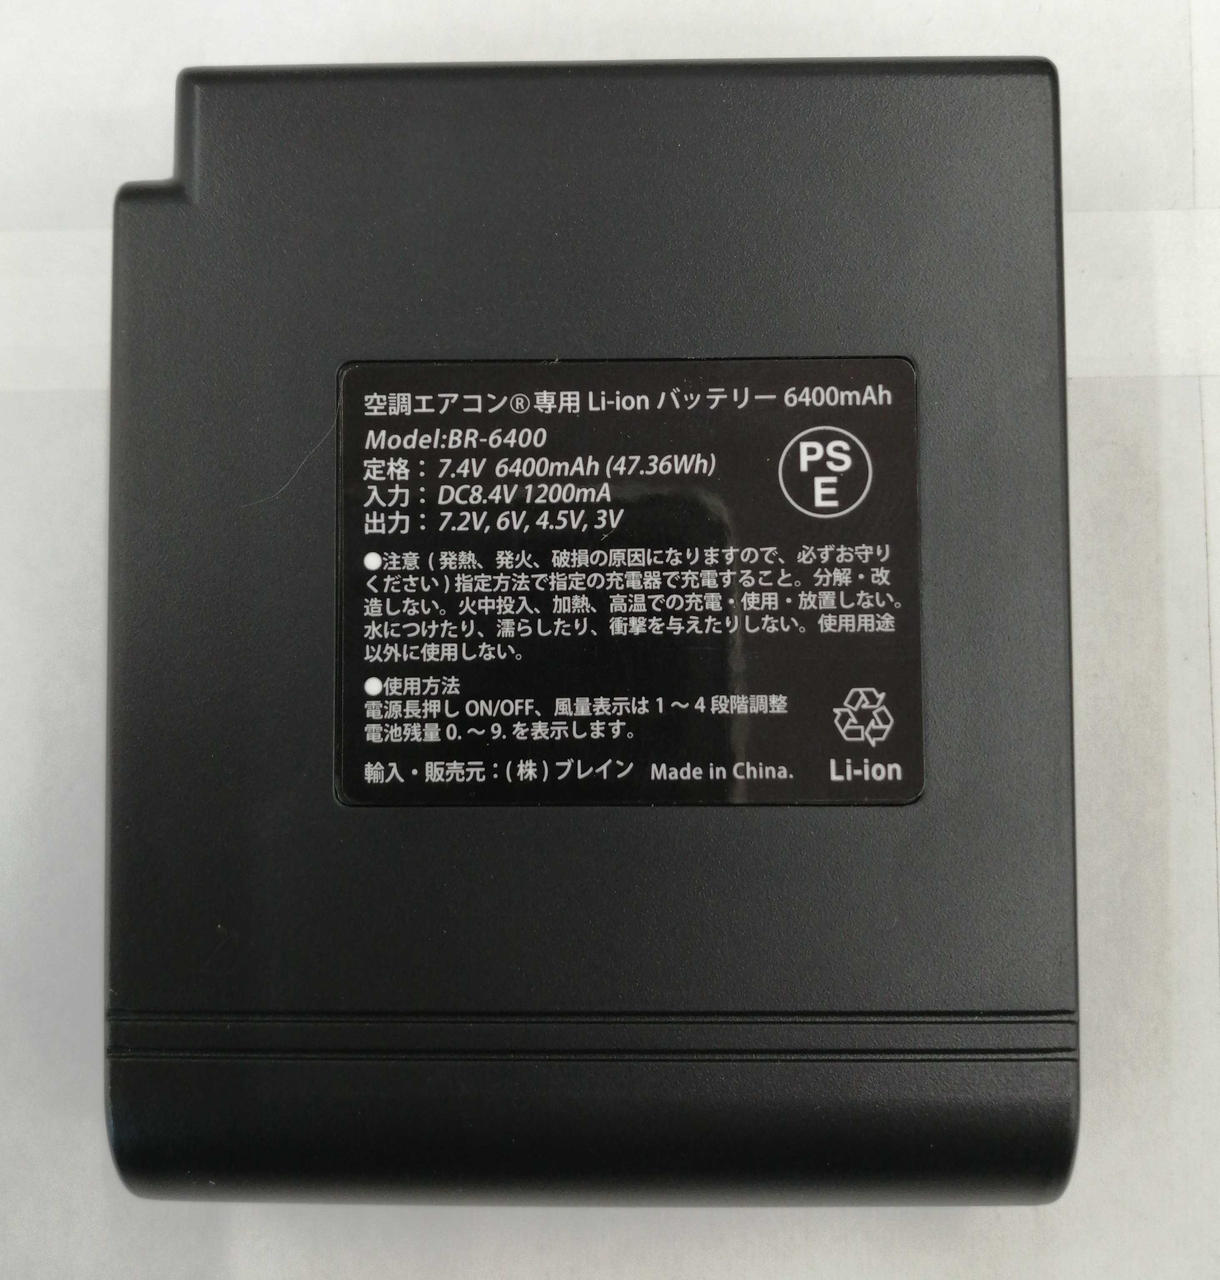 空調エアコン®専用 Li-ion バッテリー 6400mAh
Model:BR-6400
定格： 7.4V 6400mAh (47.36Wh)
入力： DC8.4V 1200mA
出力： 7.2V, 6V, 4.5V, 3V
PS
E
●注意 ( 発熱、発火、破損の原因になりますので、必ずお守り
ください ) 指定方法で指定の充電器で充電すること。分解・改
造しない。火中投入、加熱、高温での充電・使用・放置しない。
水につけたり、濡らしたり、衝撃を与えたりしない。使用用途
以外に使用しない。
●使用方法
電源長押し ON/OFF、風量表示は 1 ～ 4 段階調整
電池残量 0. ～ 9. を表示します。
輸入・販売元：( 株 ) ブレイン Made in China.
Li-ion